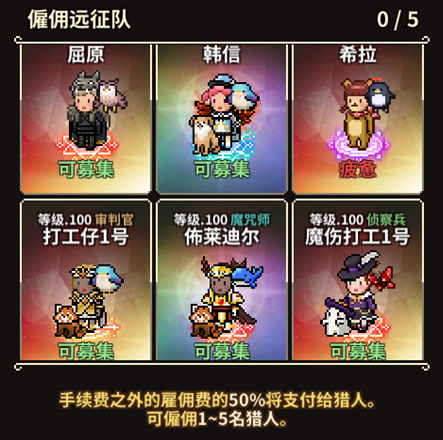 僱佣远征队 0 / 5
屈原 韩信 希拉
可募集 可募集 疲惫
等级.100 审判官 等级.100 魔咒师 等级.100 侦察兵
打工仔1号 佈莱迪尔 魔伤打工1号
可募集 可募集 可募集
手续费之外的雇佣费的50%将支付给猎人。
可雇佣1~5名猎人。